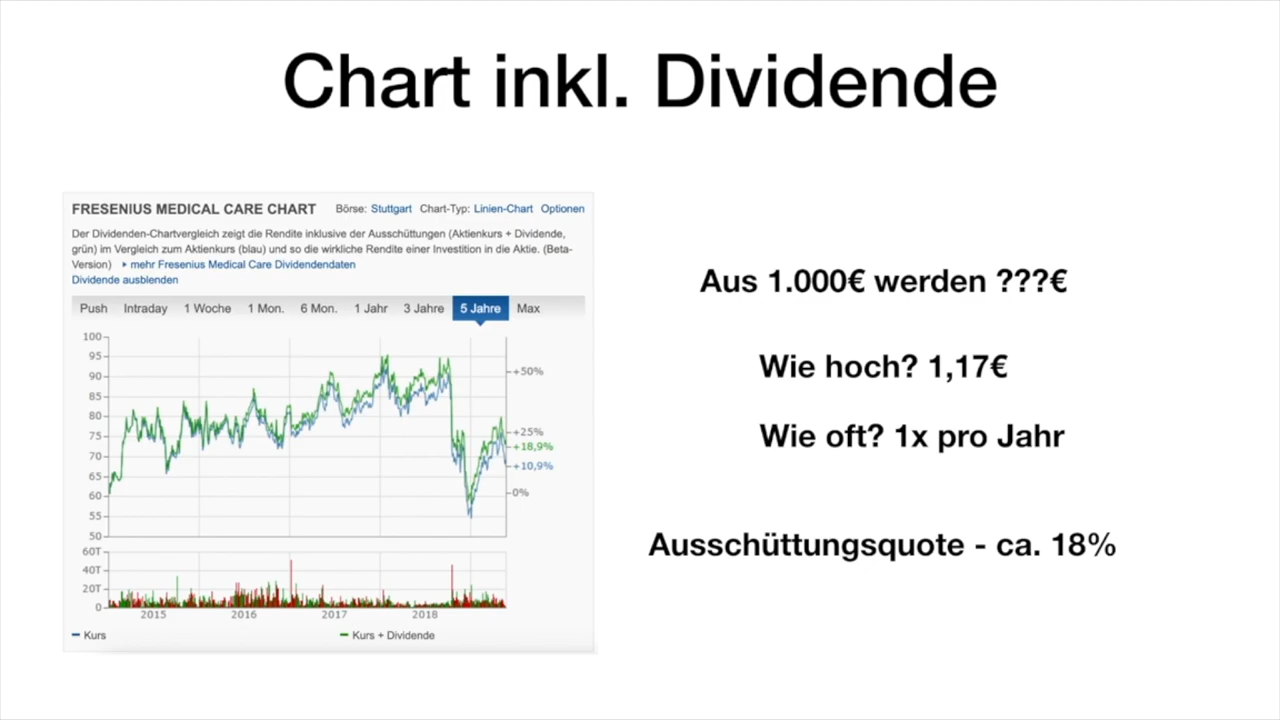 Chart inkl. Dividende
FRESENIUS MEDICAL CARE CHART Börse: Stuttgart Chart-Typ: Linien-Chart Optionen
Der Dividenden-Chartvergleich zeigt die Rendite inklusive der Ausschüttungen (Aktienkurs + Dividende,
grün) im Vergleich zum Aktienkurs (blau) und so die wirkliche Rendite einer Investition in die Aktie. (Beta-
Version) ‣ mehr Fresenius Medical Care Dividendendaten
Dividende ausblenden
Push Intraday 1 Woche 1 Mon. 6 Mon. 1 Jahr 3 Jahre 5 Jahre Max
100
95
90
85
80
75
70
65
60
55
50
+50%
+25%
+18,9%
+10,9%
0%
60T
40T
20T
0
2015 2016 2017 2018
Kurs Kurs + Dividende
Aus 1.000€ werden ???€
Wie hoch? 1,17€
Wie oft? 1x pro Jahr
Ausschüttungsquote - ca. 18%